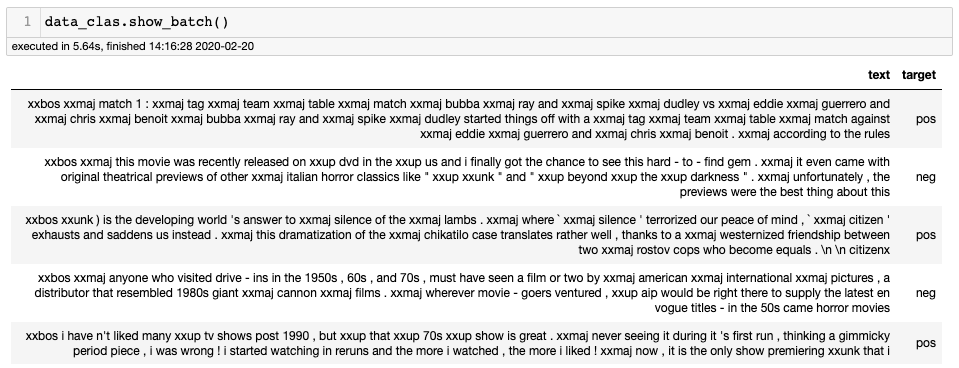 1 data_clas.show_batch()
executed in 5.64s, finished 14:16:28 2020-02-20
text target
xxbos xxmaj match 1 : xxmaj tag xxmaj team xxmaj table xxmaj match xxmaj bubba xxmaj ray and xxmaj spike xxmaj dudley vs xxmaj eddie xxmaj guerrero and
xxmaj chris xxmaj benoit xxmaj bubba xxmaj ray and xxmaj spike xxmaj dudley started things off with a xxmaj tag xxmaj team xxmaj table xxmaj match against pos
xxmaj eddie xxmaj guerrero and xxmaj chris xxmaj benoit . xxmaj according to the rules
xxbos xxmaj this movie was recently released on xxup dvd in the xxup us and i finally got the chance to see this hard - to - find gem . xxmaj it even came with
original theatrical previews of other xxmaj italian horror classics like " xxup xxunk " and " xxup beyond xxup the xxup darkness " . xxmaj unfortunately , the neg
previews were the best thing about this
xxbos xxunk ) is the developing world 's answer to xxmaj silence of the xxmaj lambs . xxmaj where ` xxmaj silence ' terrorized our peace of mind , ` xxmaj citizen '
exhausts and saddens us instead . xxmaj this dramatization of the xxmaj chikatilo case translates rather well , thanks to a xxmaj westernized friendship between pos
two xxmaj rostov cops who become equals . \n \n citizenx
xxbos xxmaj anyone who visited drive - ins in the 1950s , 60s , and 70s , must have seen a film or two by xxmaj american xxmaj international xxmaj pictures , a
distributor that resembled 1980s giant xxmaj cannon xxmaj films . xxmaj wherever movie - goers ventured , xxup aip would be right there to supply the latest en neg
vogue titles - in the 50s came horror movies
xxbos i have n't liked many xxup tv shows post 1990 , but xxup that xxup 70s xxup show is great . xxmaj never seeing it during it 's first run , thinking a gimmicky
period piece , i was wrong ! i started watching in reruns and the more i watched , the more i liked ! xxmaj now , it is the only show premiering xxunk that i pos